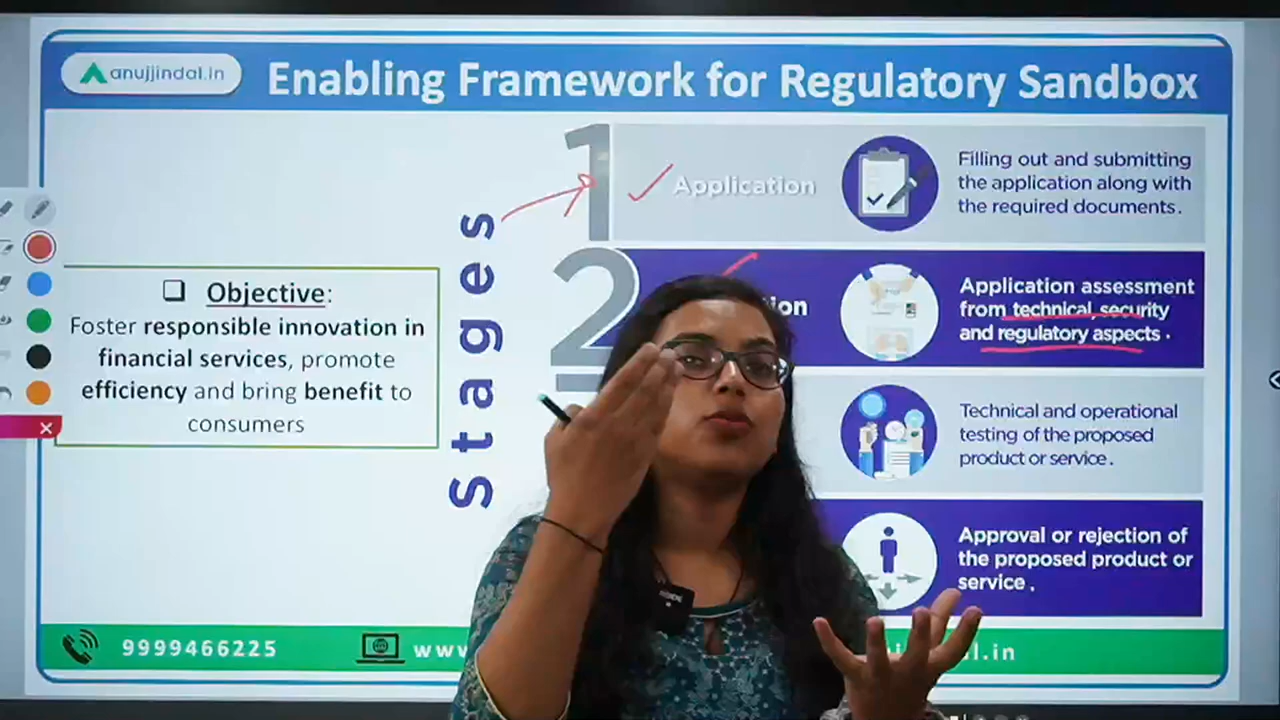 anujjindal.in
Enabling Framework for Regulatory Sandbox
Objective:
Foster responsible innovation in
financial services, promote
efficiency and bring benefit to
consumers
Stages
1
Application
Filling out and submitting
the application along with
the required documents.
2
Application assessment
from technical, security
and regulatory aspects.
Technical and operational
testing of the proposed
product or service.
Approval or rejection of
the proposed product or
service.
9999466225